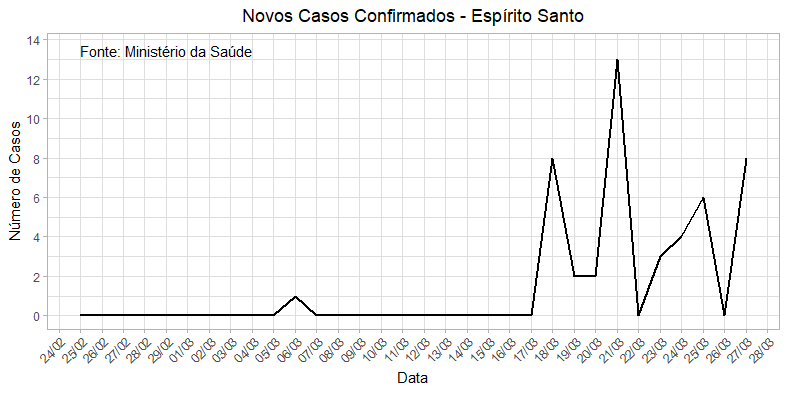 Novos Casos Confirmados - Espírito Santo
Fonte: Ministério da Saúde
Número de Casos
14
12
10
8
6
4
2
0
24/02 25/02 26/02 27/02 28/02 29/02 01/03 02/03 03/03 04/03 05/03 06/03 07/03 08/03 09/03 10/03 11/03 12/03 13/03 14/03 15/03 16/03 17/03 18/03 19/03 20/03 21/03 22/03 23/03 24/03 25/03 26/03 27/03 28/03
Data